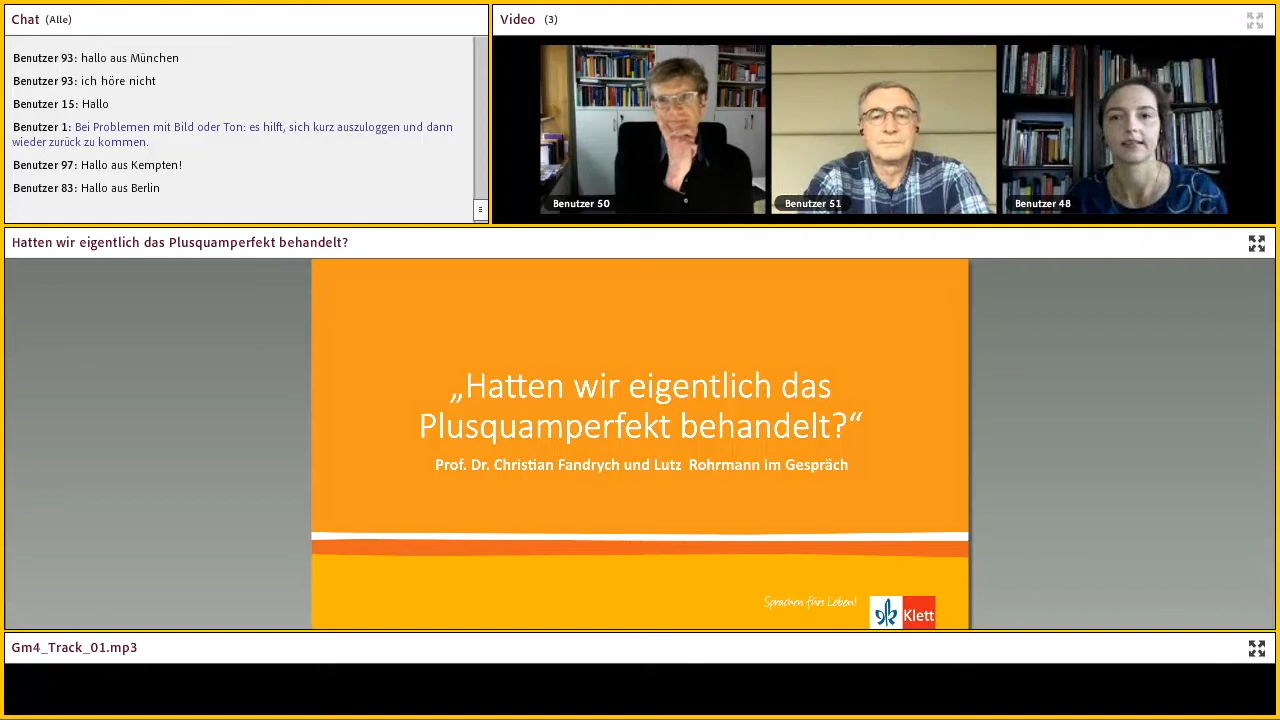 Chat (Alle)
Benutzer 93: hallo aus München
Benutzer 93: ich höre nicht
Benutzer 15: Hallo
Benutzer 1: Bei Problemen mit Bild oder Ton: es hilft, sich kurz auszuloggen und dann
wieder zurück zu kommen.
Benutzer 97: Hallo aus Kempten!
Benutzer 83: Hallo aus Berlin
Video (3)
Benutzer 50
Benutzer 51
Benutzer 48
Hatten wir eigentlich das Plusquamperfekt behandelt?
„Hatten wir eigentlich das
Plusquamperfekt behandelt?“
Prof. Dr. Christian Fandrych und Lutz Rohrmann im Gespräch
Sprachen fürs Leben!
Klett
Gm4_Track_01.mp3